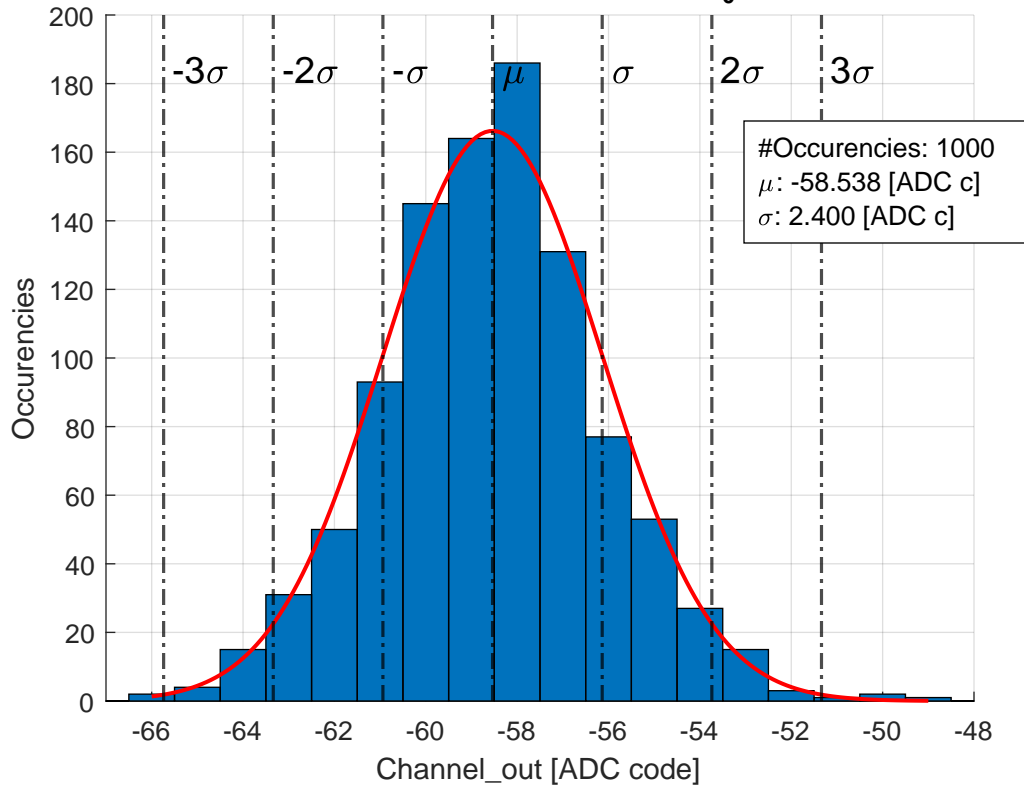 200
180
160
140
120
100
80
60
40
20
0
Occurencies
-3σ -2σ -σ μ σ 2σ 3σ
#Occurencies: 1000
μ: -58.538 [ADC c]
σ: 2.400 [ADC c]
-66 -64 -62 -60 -58 -56 -54 -52 -50 -48
Channel_out [ADC code]